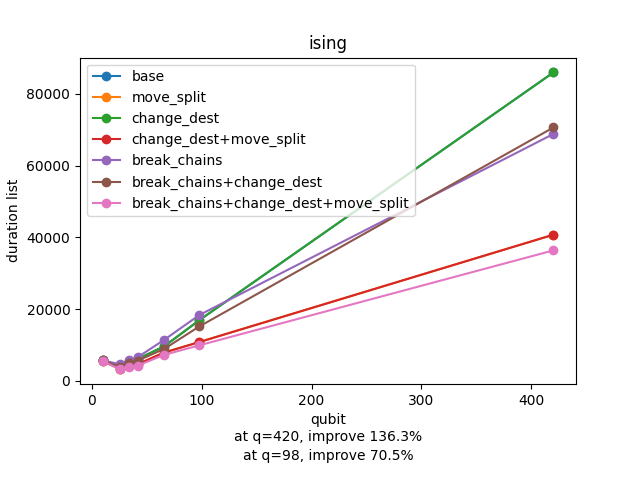 ising
base
move_split
change_dest
change_dest+move_split
break_chains
break_chains+change_dest
break_chains+change_dest+move_split
duration list
80000
60000
40000
20000
0
0 100 200 300 400
qubit
at q=420, improve 136.3%
at q=98, improve 70.5%